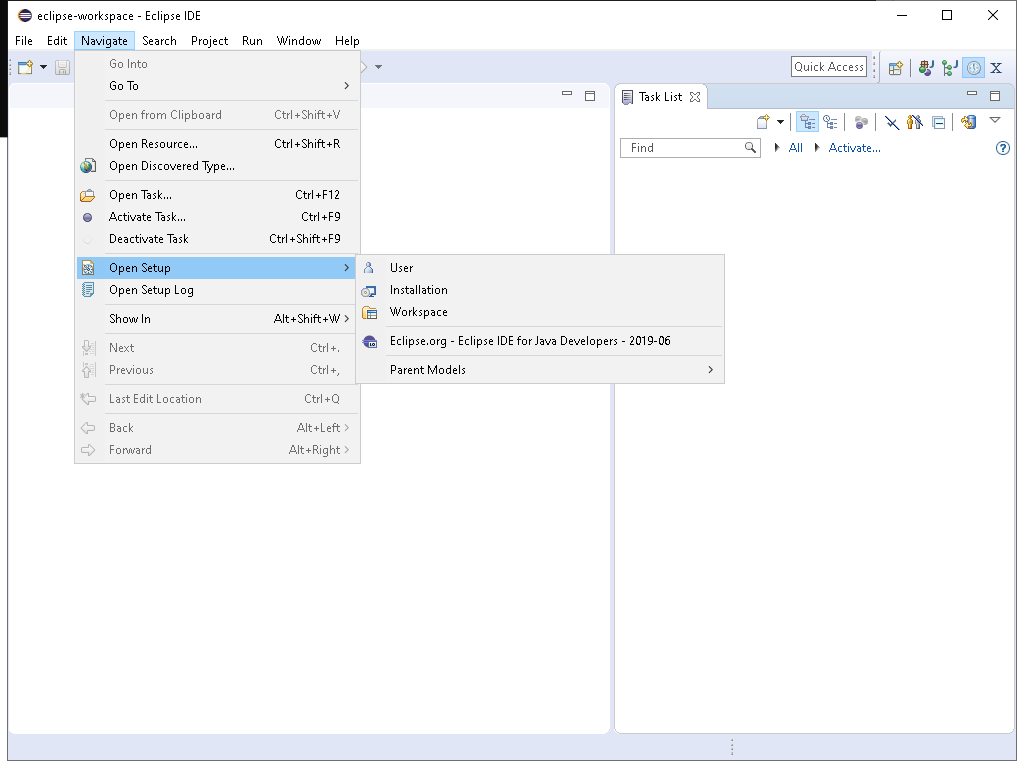 eclipse-workspace - Eclipse IDE
File Edit Navigate Search Project Run Window Help
Quick Access
Go Into
Go To
Open from Clipboard Ctrl+Shift+V
Open Resource... Ctrl+Shift+R
Open Discovered Type...
Open Task... Ctrl+F12
Activate Task... Ctrl+F9
Deactivate Task Ctrl+Shift+F9
Open Setup
Open Setup Log
Show In Alt+Shift+W
Next Ctrl+.
Previous Ctrl+,
Last Edit Location Ctrl+Q
Back Alt+Left
Forward Alt+Right
User
Installation
Workspace
Eclipse.org - Eclipse IDE for Java Developers - 2019-06
Parent Models
Task List
Find All Activate...